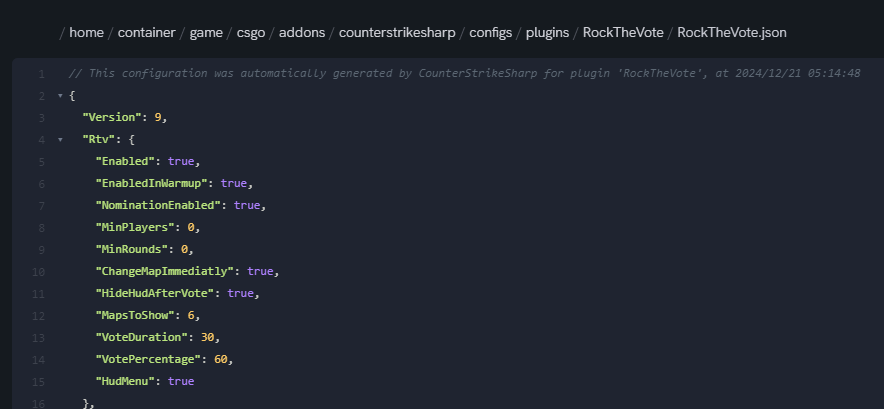 / home / container / game / csgo / addons / counterstrikesharp / configs / plugins / RockTheVote / RockTheVote.json
1 // This configuration was automatically generated by CounterStrikeSharp for plugin 'RockTheVote', at 2024/12/21 05:14:48
2 {
3 "Version": 9,
4 "Rtv": {
5 "Enabled": true,
6 "EnabledInWarmup": true,
7 "NominationEnabled": true,
8 "MinPlayers": 0,
9 "MinRounds": 0,
10 "ChangeMapImmediatly": true,
11 "HideHudAfterVote": true,
12 "MapsToShow": 6,
13 "VoteDuration": 30,
14 "VotePercentage": 60,
15 "HudMenu": true
16 },